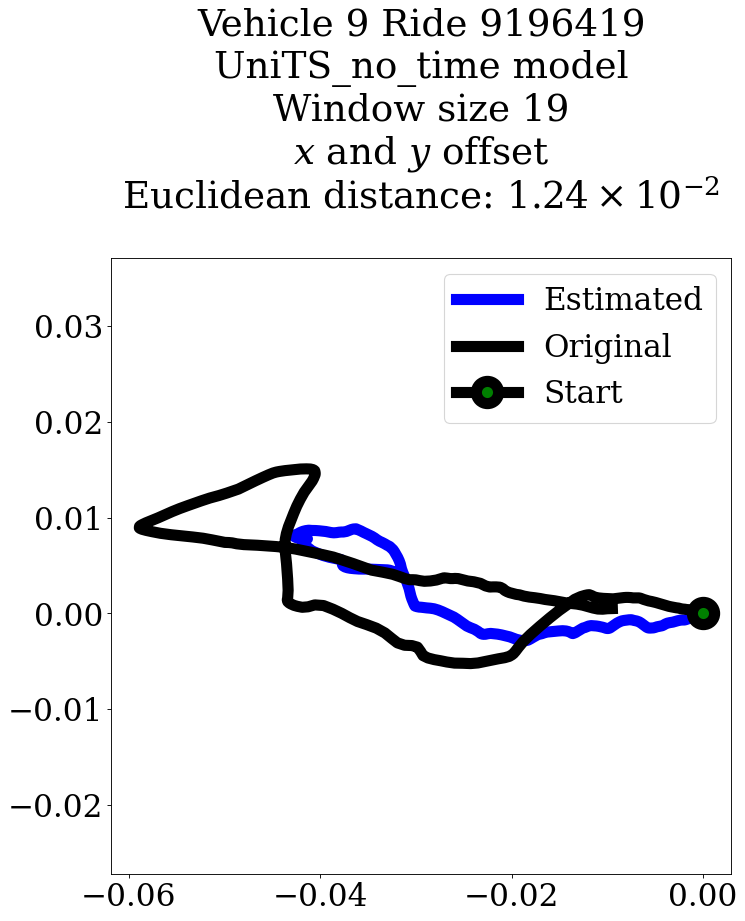 Vehicle 9 Ride 9196419
UniTS_no_time model
Window size 19
x and y offset
Euclidean distance: 1.24 × 10⁻²
Estimated
Original
Start
0.03
0.02
0.01
0.00
−0.01
−0.02
−0.06 −0.04 −0.02 0.00